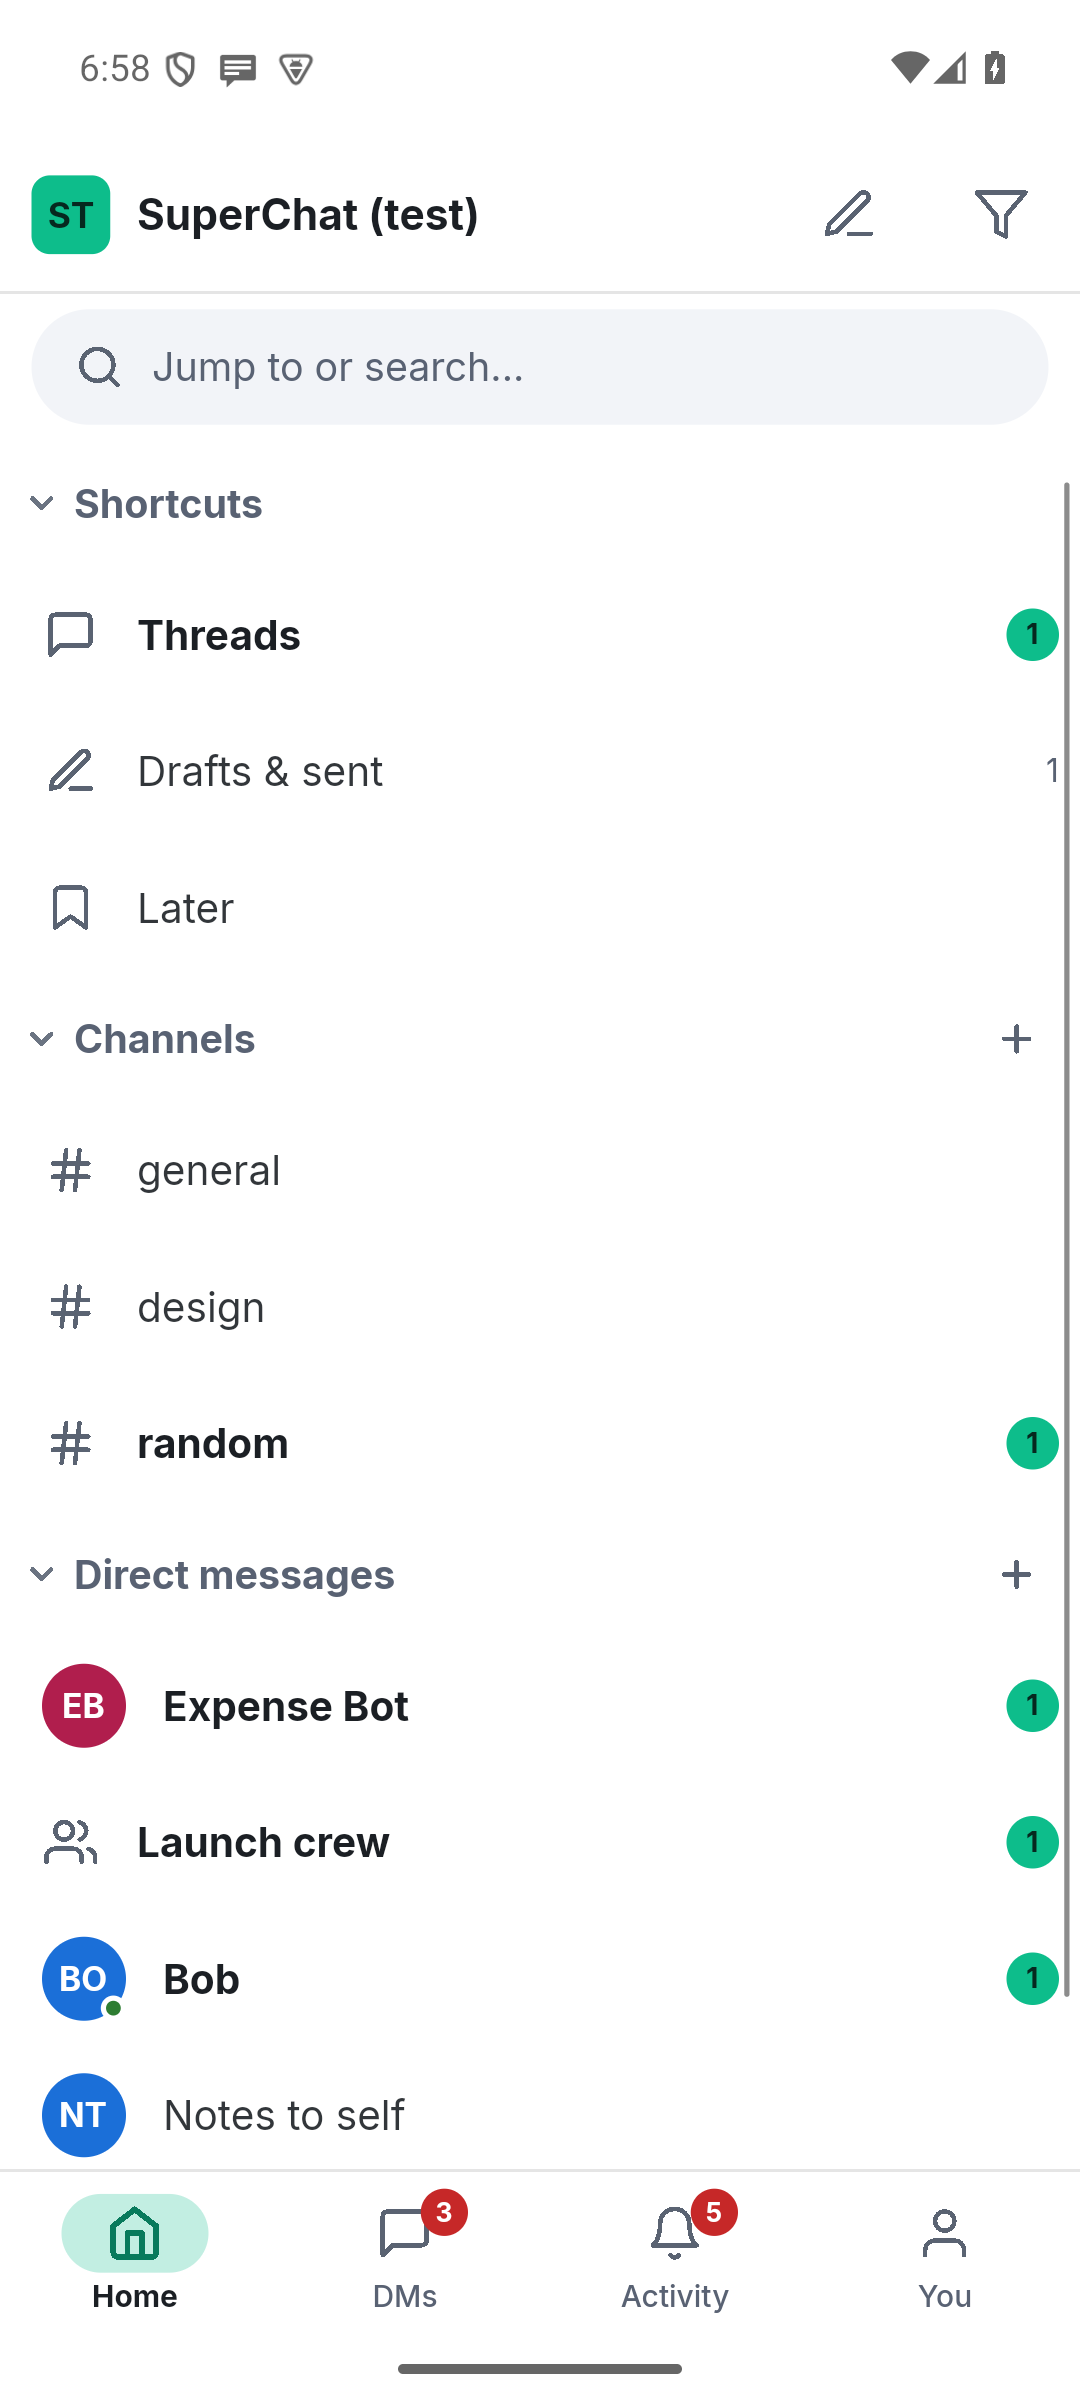 6:58
ST SuperChat (test)
Jump to or search...
Shortcuts
Threads 1
Drafts & sent 1
Later
Channels
general
design
random 1
Direct messages
EB Expense Bot 1
Launch crew 1
BO Bob 1
NT Notes to self
3 5
Home DMs Activity You